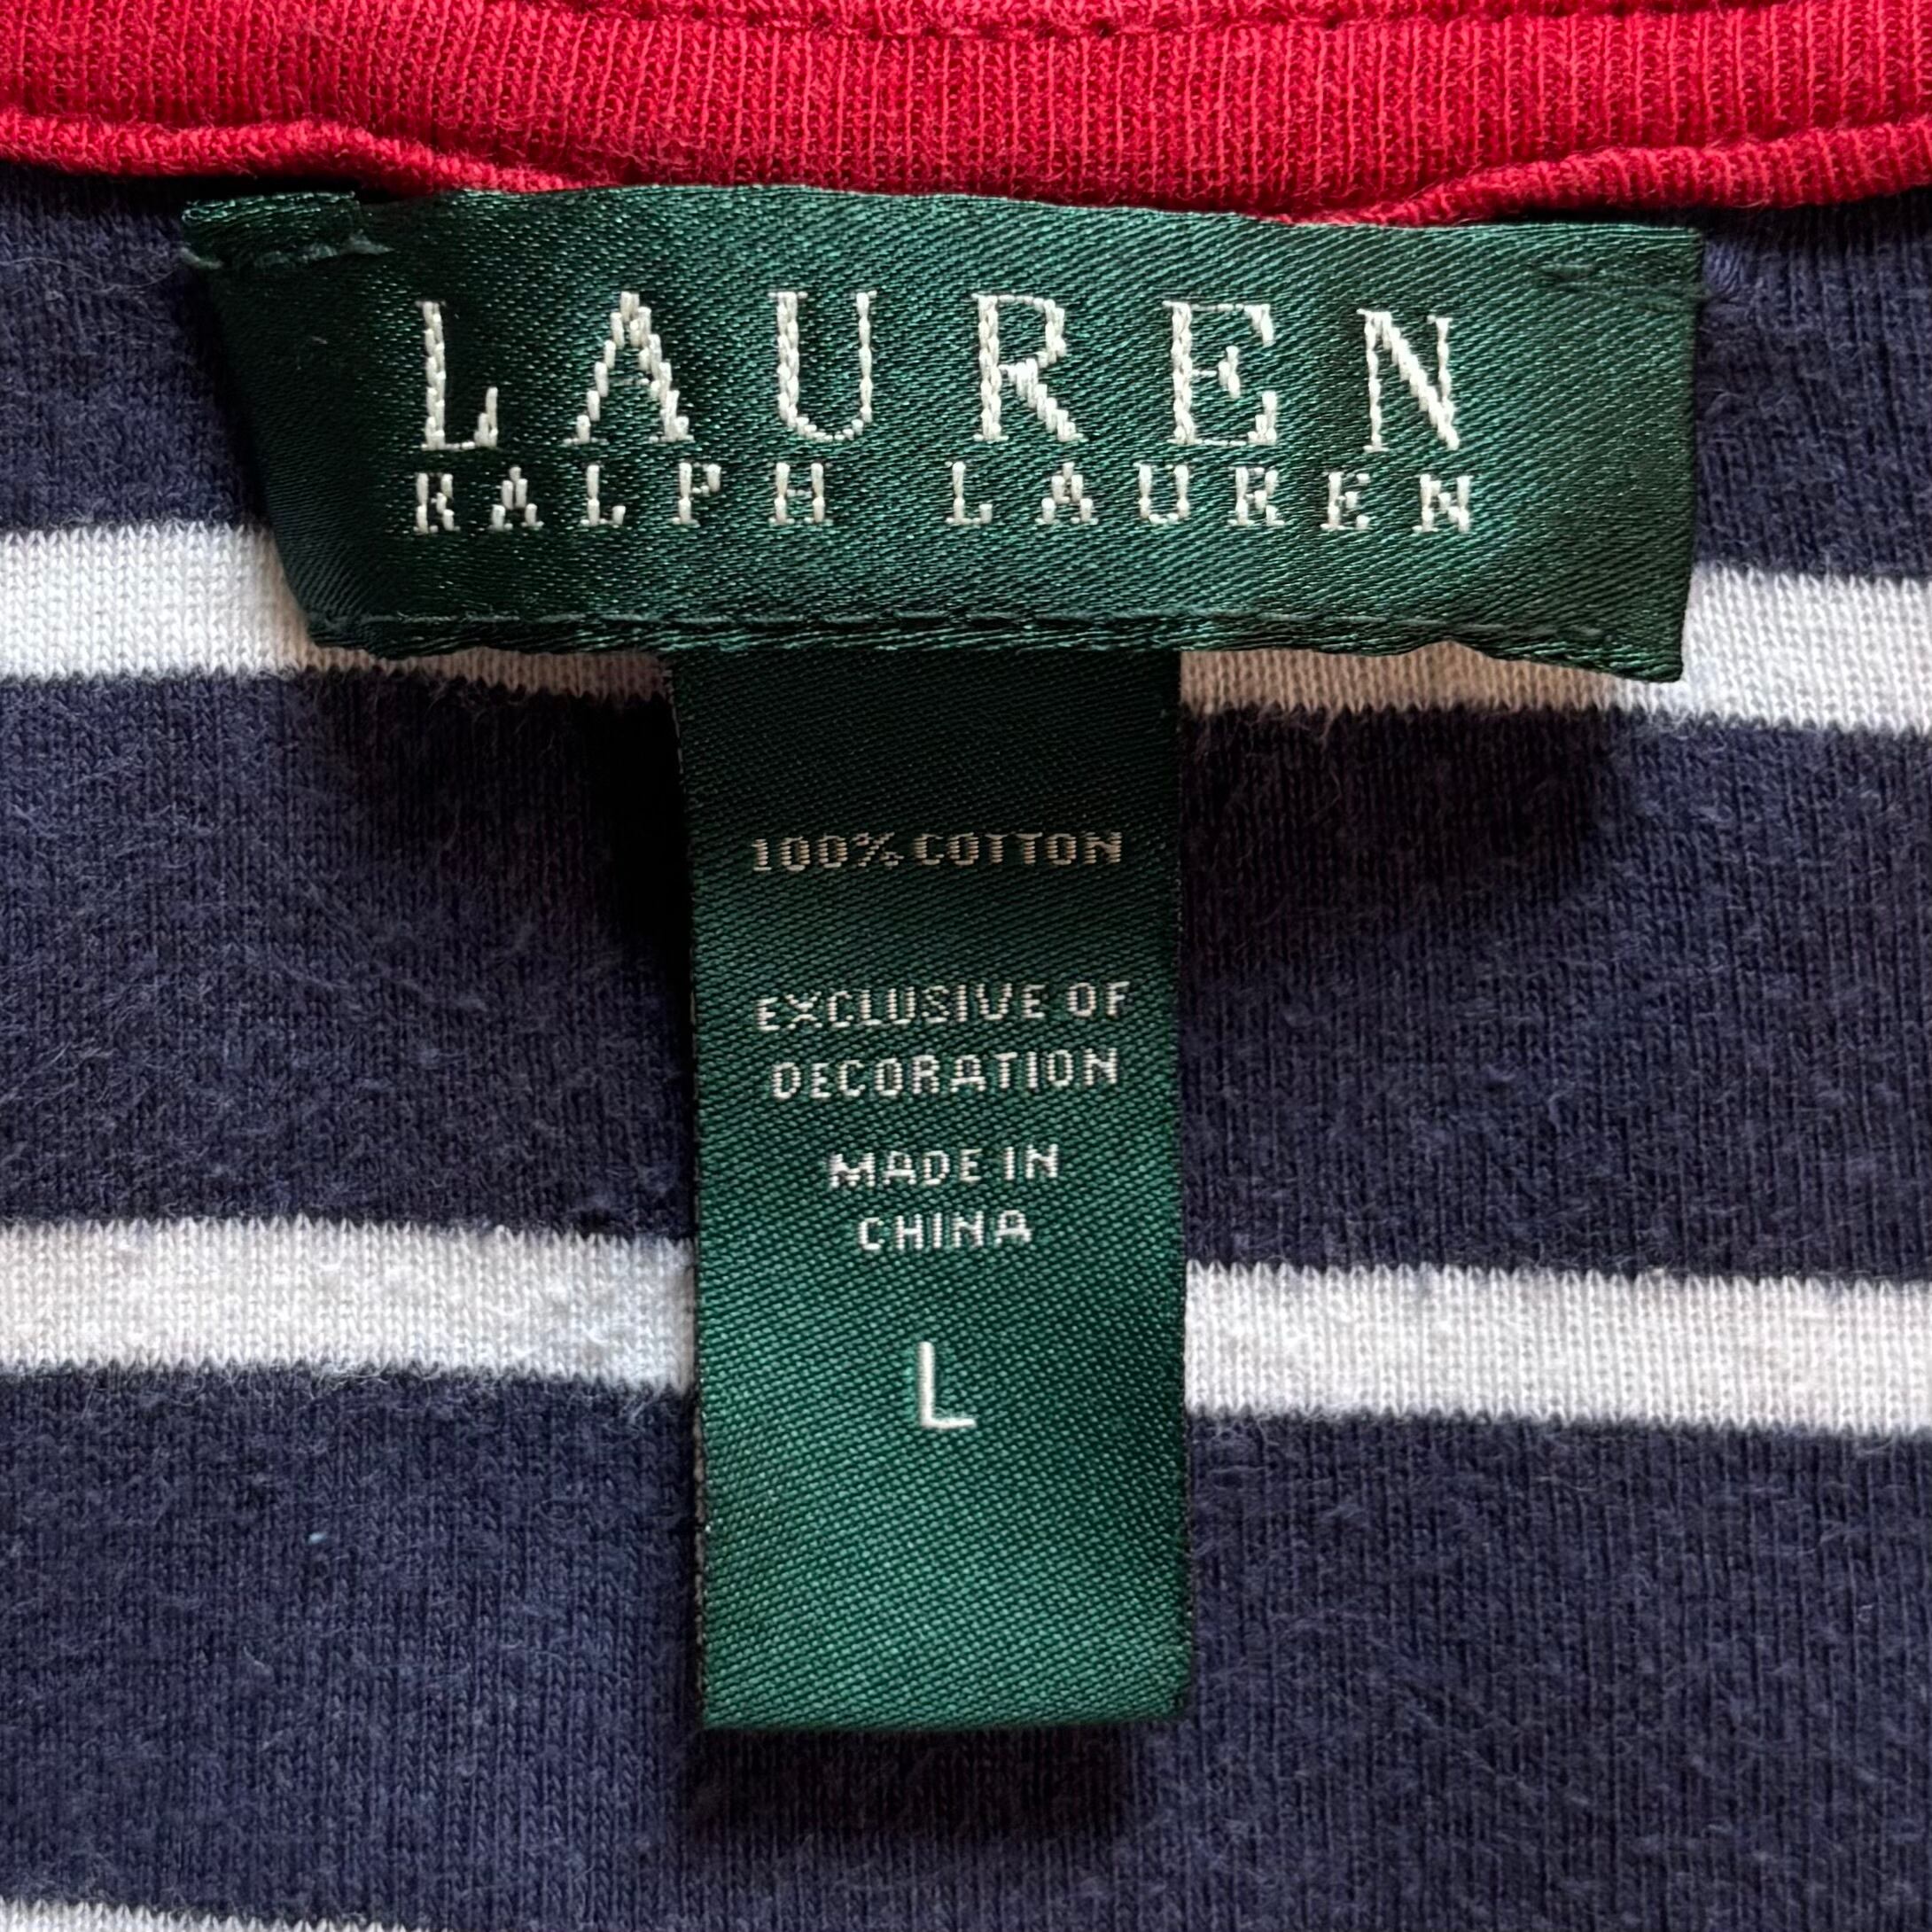 LAUREN
RALPH LAUREN
100% COTTON
EXCLUSIVE OF
DECORATION
MADE IN
CHINA
L